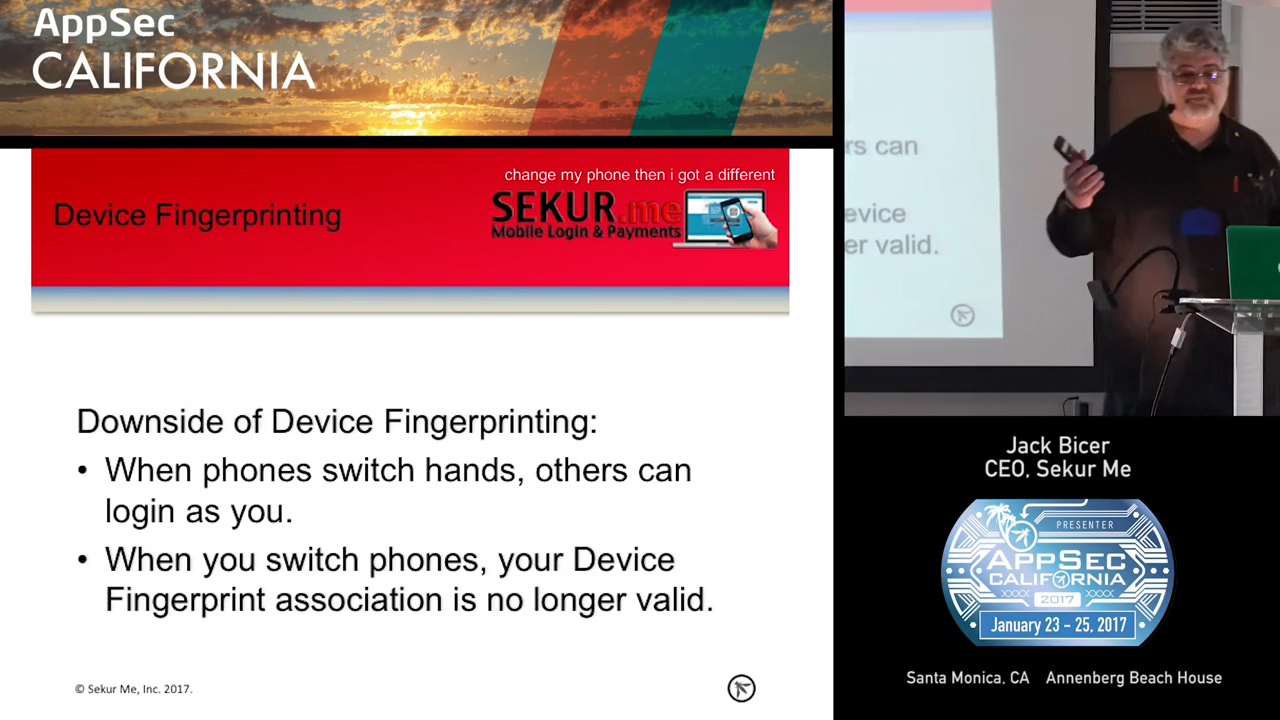 AppSec
CALIFORNIA
change my phone then i got a different
Device Fingerprinting
SEKUR.me
Mobile Login & Payments
Downside of Device Fingerprinting:
• When phones switch hands, others can
login as you.
• When you switch phones, your Device
Fingerprint association is no longer valid.
© Sekur Me, Inc. 2017.
rs can
evice
er valid.
Jack Bicer
CEO, Sekur Me
PRESENTER
APPSEC
CALIFORNIA
XXXX 2017 XXXX
January 23 – 25, 2017
Santa Monica, CA Annenberg Beach House